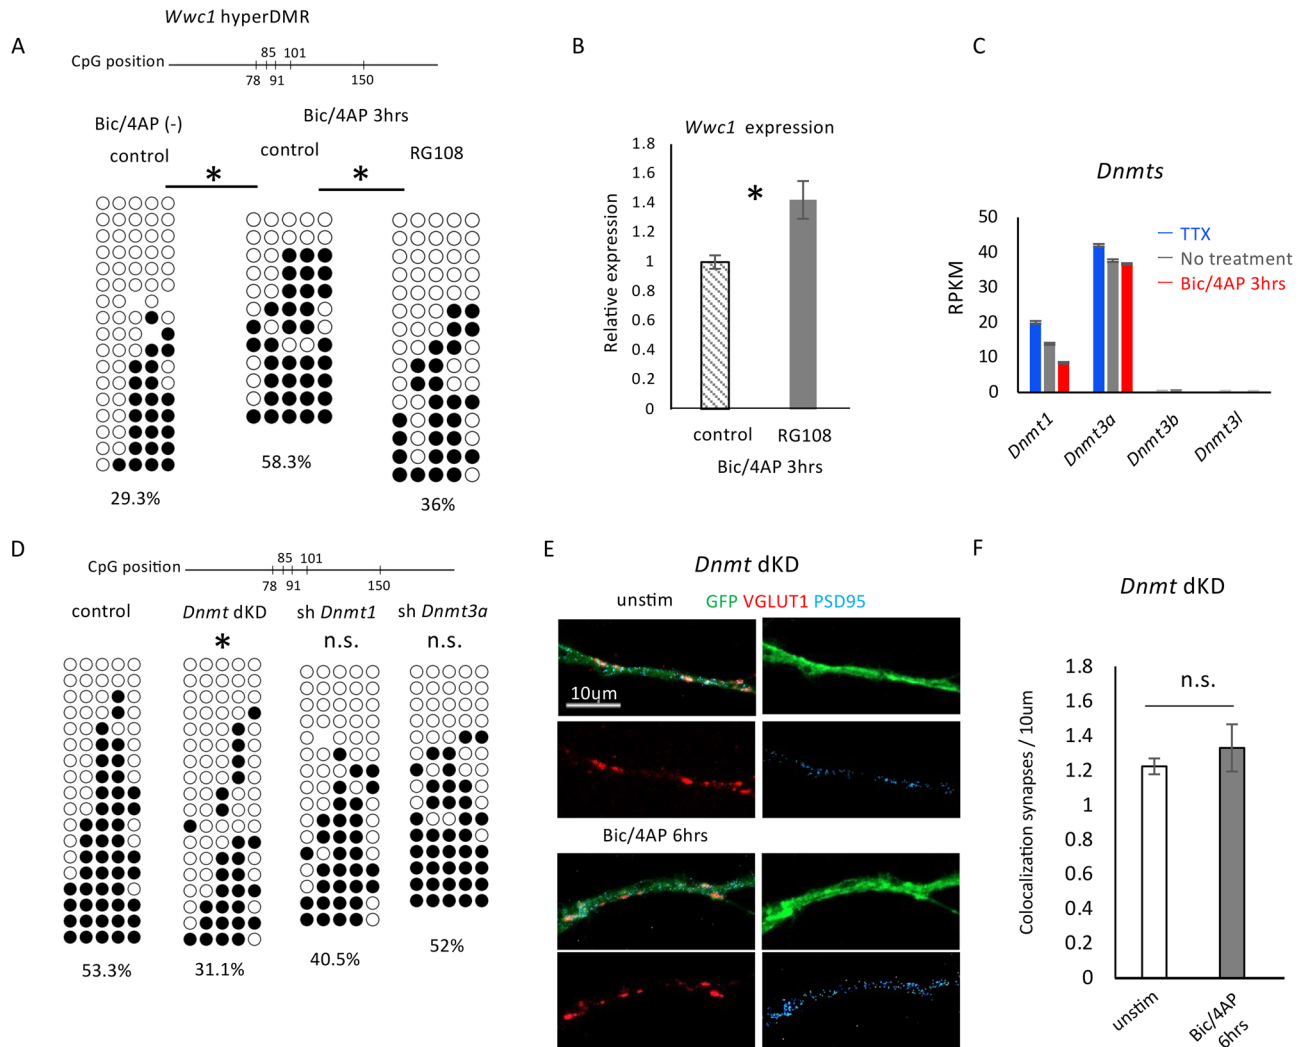 Wwc1 hyperDMR
A
CpG position
85 101
78 91 150
Bic/4AP (-)
control
Bic/4AP 3hrs
control
RG108
*
*
29.3%
58.3%
36%
B
Wwc1 expression
Relative expression
1.8
1.6
1.4
1.2
1
0.8
0.6
0.4
0.2
0
*
control RG108
Bic/4AP 3hrs
C
Dnmts
RPKM
50
40
30
20
10
0
TTX
No treatment
Bic/4AP 3hrs
Dnmt1
Dnmt3a
Dnmt3b
Dnmt3l
D
CpG position
85 101
78 91 150
control
Dnmt dKD
sh Dnmt1
sh Dnmt3a
*
n.s.
n.s.
53.3%
31.1%
40.5%
52%
E
Dnmt dKD
unstim
GFP VGLUT1 PSD95
10um
Bic/4AP 6hrs
F
Dnmt dKD
Colocalization synapses / 10um
1.8
1.6
1.4
1.2
1
0.8
0.6
0.4
0.2
0
n.s.
unstim
Bic/4AP
6hrs